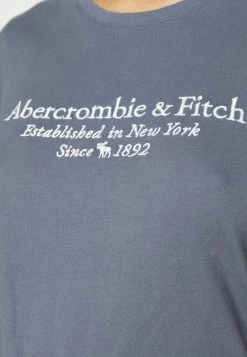 Abercrombie & Fitch
Established in New York
Since 1892